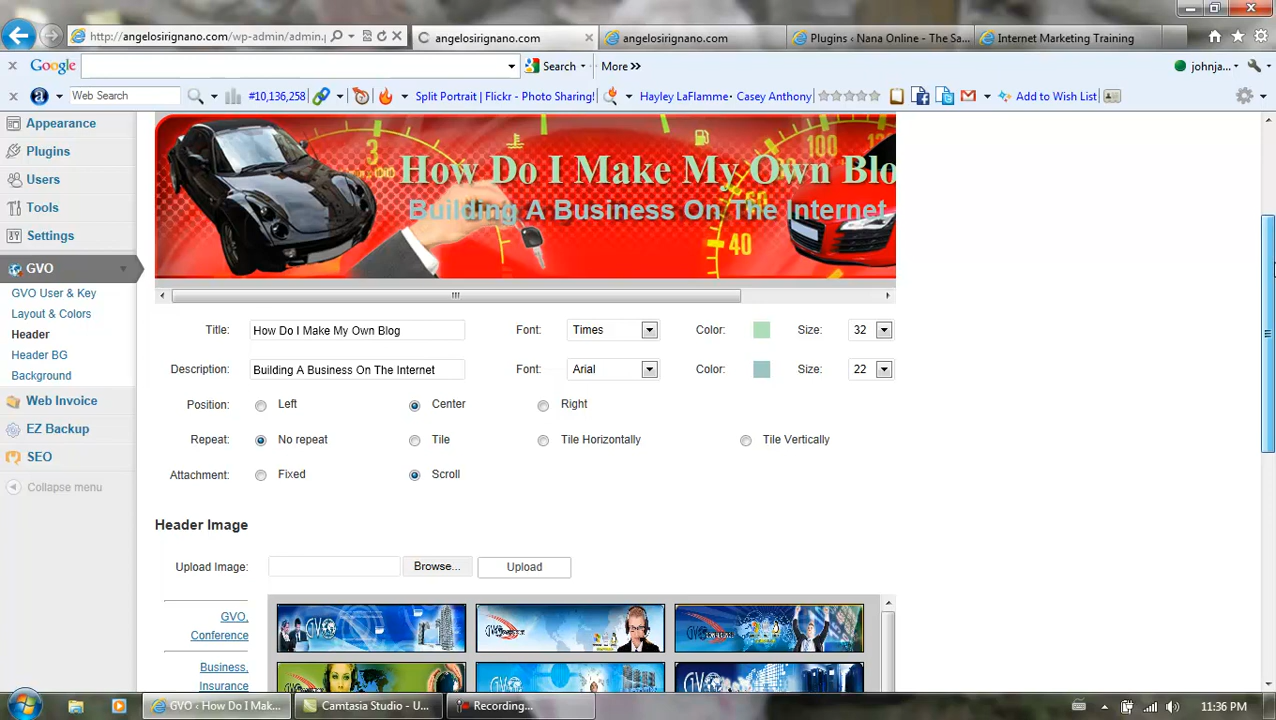 http://angelosirignano.com/wp-admin/admin.
angelosirignano.com
angelosirignano.com
Plugins ‹ Nana Online - The Sa...
Internet Marketing Training
Google
Search
More »
johnja...
Web Search
#10,136,258
Split Portrait | Flickr - Photo Sharing!
Hayley LaFlamme
Casey Anthony
Add to Wish List
Appearance
Plugins
Users
Tools
Settings
GVO
GVO User & Key
Layout & Colors
Header
Header BG
Background
Web Invoice
EZ Backup
SEO
Collapse menu
3
100
120
How Do I Make My Own Blo
Building A Business On The Internet
60
40
Title:
How Do I Make My Own Blog
Font:
Times
Color:
Size:
32
Description:
Building A Business On The Internet
Font:
Arial
Color:
Size:
22
Position:
Left
Center
Right
Repeat:
No repeat
Tile
Tile Horizontally
Tile Vertically
Attachment:
Fixed
Scroll
Header Image
Upload Image:
Browse...
Upload
GVO,
Conference
Business,
Insurance
GVO ‹ How Do I Mak...
Camtasia Studio - U...
Recording...
11:36 PM